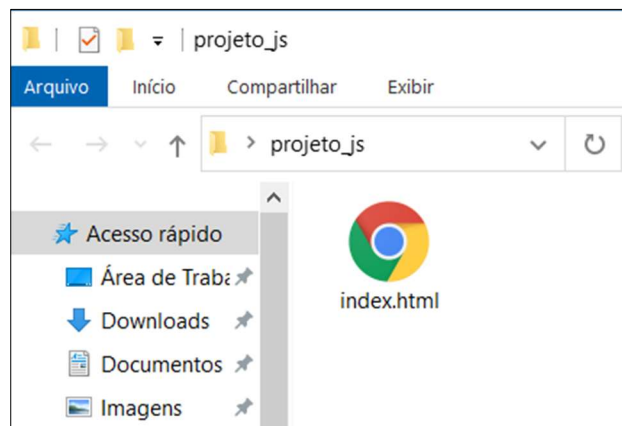 projeto_js
Arquivo Início Compartilhar Exibir
projeto_js
Acesso rápido
Área de Traba
Downloads
Documentos
Imagens
index.html